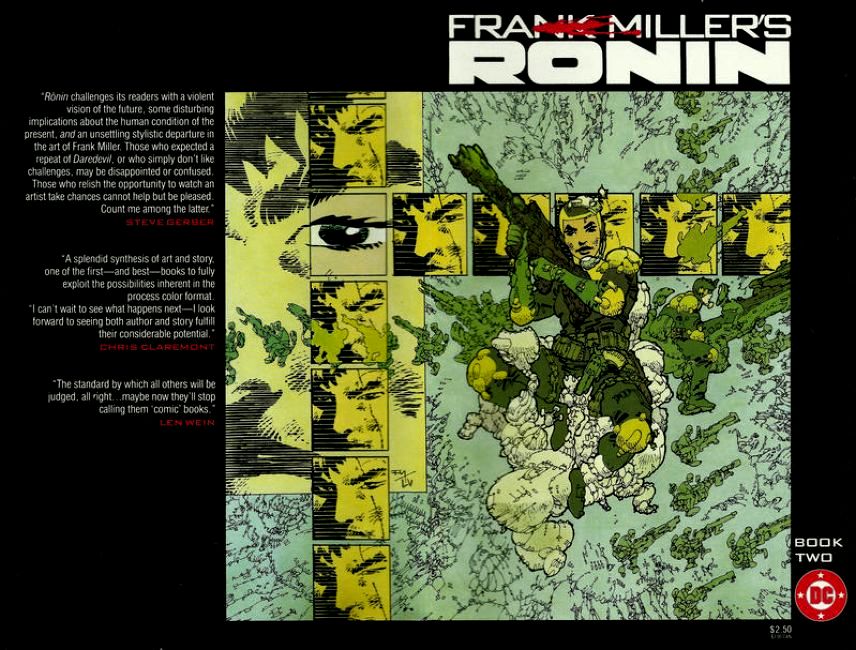 FRANK MILLER'S
RONIN
"Rōnin challenges its readers with a violent
vision of the future, some disturbing
implications about the human condition of the
present, and an unsettling stylistic departure in
the art of Frank Miller. Those who expected a
repeat of Daredevil, or who simply don't like
challenges, may be disappointed or confused.
Those who relish the opportunity to watch an
artist take chances cannot help but be pleased.
Count me among the latter."
STEVE GERBER
"A splendid synthesis of art and story,
one of the first—and best—books to fully
exploit the possibilities inherent in the
process color format.
"I can't wait to see what happens next—I look
forward to seeing both author and story fulfill
their considerable potential."
CHRIS CLAREMONT
"The standard by which all others will be
judged, all right...maybe now they'll stop
calling them 'comic' books."
LEN WEIN
BOOK
TWO
DC
$2.50